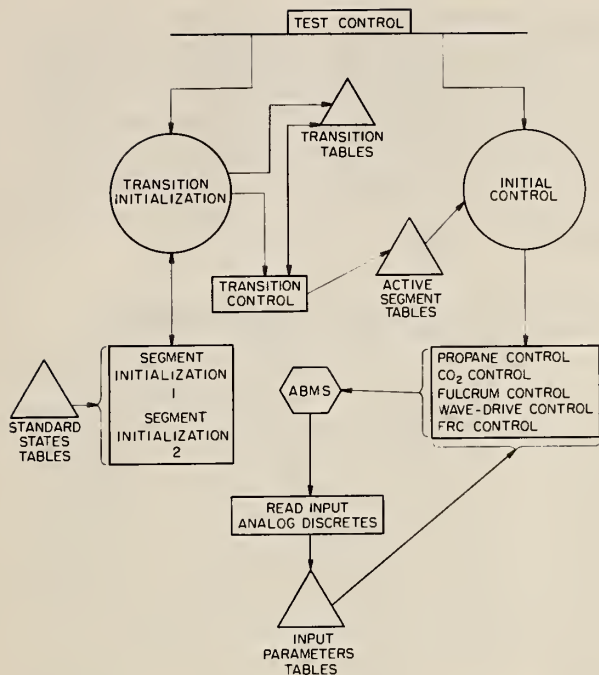 TEST CONTROL
TRANSITION
TABLES
TRANSITION
INITIALIZATION
INITIAL
CONTROL
TRANSITION
CONTROL
ACTIVE
SEGMENT
TABLES
STANDARD
STATES
TABLES
SEGMENT
INITIALIZATION
1
SEGMENT
INITIALIZATION
2
ABMS
PROPANE CONTROL
CO₂ CONTROL
FULCRUM CONTROL
WAVE-DRIVE CONTROL
FRC CONTROL
READ INPUT
ANALOG DISCRETES
INPUT
PARAMETERS
TABLES